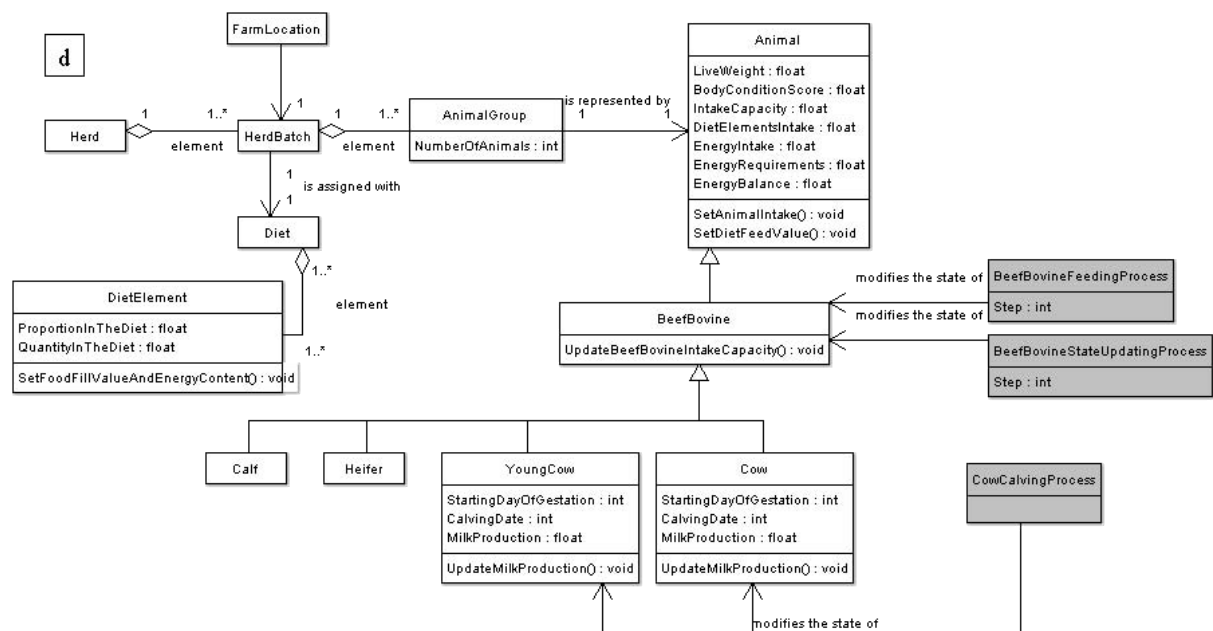 d
FarmLocation
1
Herd
1
1..*
element
HerdBatch
1
1..*
element
AnimalGroup
NumberOfAnimals : int
is represented by
1
1
Animal
LiveWeight : float
BodyConditionScore : float
IntakeCapacity : float
DietElementsIntake : float
EnergyIntake : float
EnergyRequirements : float
EnergyBalance : float
SetAnimalIntake() : void
SetDietFeedValue() : void
1
is assigned with
1
Diet
1..*
element
1..*
DietElement
ProportionInTheDiet : float
QuantityInTheDiet : float
SetFoodFillValueAndEnergyContent() : void
BeefBovine
UpdateBeefBovineIntakeCapacity() : void
modifies the state of
BeefBovineFeedingProcess
Step : int
modifies the state of
BeefBovineStateUpdatingProcess
Step : int
Calf
Heifer
YoungCow
StartingDayOfGestation : int
CalvingDate : int
MilkProduction : float
UpdateMilkProduction() : void
Cow
StartingDayOfGestation : int
CalvingDate : int
MilkProduction : float
UpdateMilkProduction() : void
CowCalvingProcess
modifies the state of